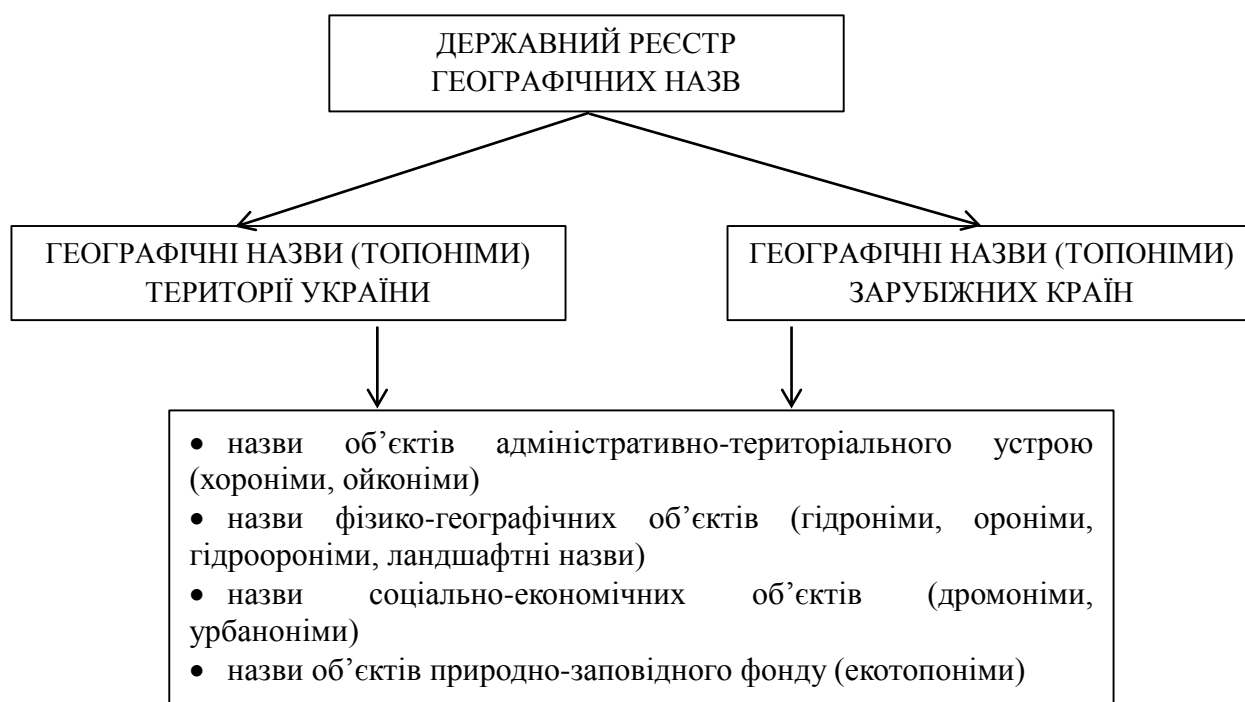 ДЕРЖАВНИЙ РЕЄСТР
ГЕОГРАФІЧНИХ НАЗВ
ГЕОГРАФІЧНІ НАЗВИ (ТОПОНІМИ)
ТЕРИТОРІЇ УКРАЇНИ
ГЕОГРАФІЧНІ НАЗВИ (ТОПОНІМИ)
ЗАРУБІЖНИХ КРАЇН
• назви об’єктів адміністративно-територіального устрою
(хороніми, ойконіми)
• назви фізико-географічних об’єктів (гідроніми, ороніми,
гідроороніми, ландшафтні назви)
• назви соціально-економічних об’єктів (дромоніми,
урбаноніми)
• назви об’єктів природно-заповідного фонду (екотопоніми)